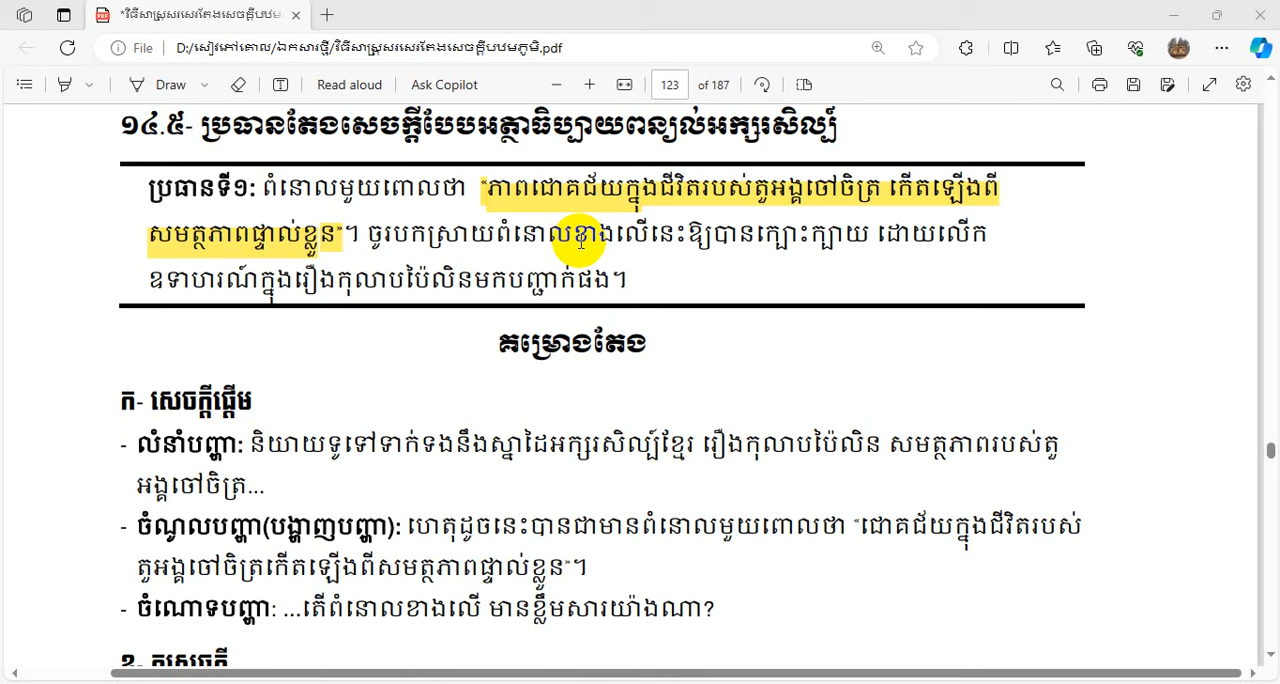 *វិធីសាស្រ្តសរសេរតែងសេចក្តីបឋម
File
D:/សៀវភៅគោល/ឯកសារថ្មី/វិធីសាស្រ្តសរសេរតែងសេចក្តីបឋមភូមិ.pdf
Draw
Read aloud
Ask Copilot
123 of 187
១៤.៥- ប្រធានតែងសេចក្តីបែបអត្ថាធិប្បាយពន្យល់អក្សរសិល្ប៍
ប្រធានទី១: ពំនោលមួយពោលថា “ភាពជោគជ័យក្នុងជីវិតរបស់តួអង្គចៅចិត្រ កើតឡើងពី
សមត្ថភាពផ្ទាល់ខ្លួន”។ ចូរបកស្រាយពំនោលខាងលើនេះឱ្យបានក្បោះក្បាយ ដោយលើក
ឧទាហរណ៍ក្នុងរឿងកុលាបប៉ៃលិនមកបញ្ជាក់ផង។
គម្រោងតែង
ក- សេចក្តីផ្តើម
- លំនាំបញ្ហា: និយាយទូទៅទាក់ទងនឹងស្នាដៃអក្សរសិល្ប៍ខ្មែរ រឿងកុលាបប៉ៃលិន សមត្ថភាពរបស់តួ
អង្គចៅចិត្រ...
- ចំណូលបញ្ហា(បង្ហាញបញ្ហា): ហេតុដូចនេះបានជាមានពំនោលមួយពោលថា “ជោគជ័យក្នុងជីវិតរបស់
តួអង្គចៅចិត្រកើតឡើងពីសមត្ថភាពផ្ទាល់ខ្លួន”។
- ចំណោទបញ្ហា: ...តើពំនោលខាងលើ មានខ្លឹមសារយ៉ាងណា?
ខ- តួសេចក្តី